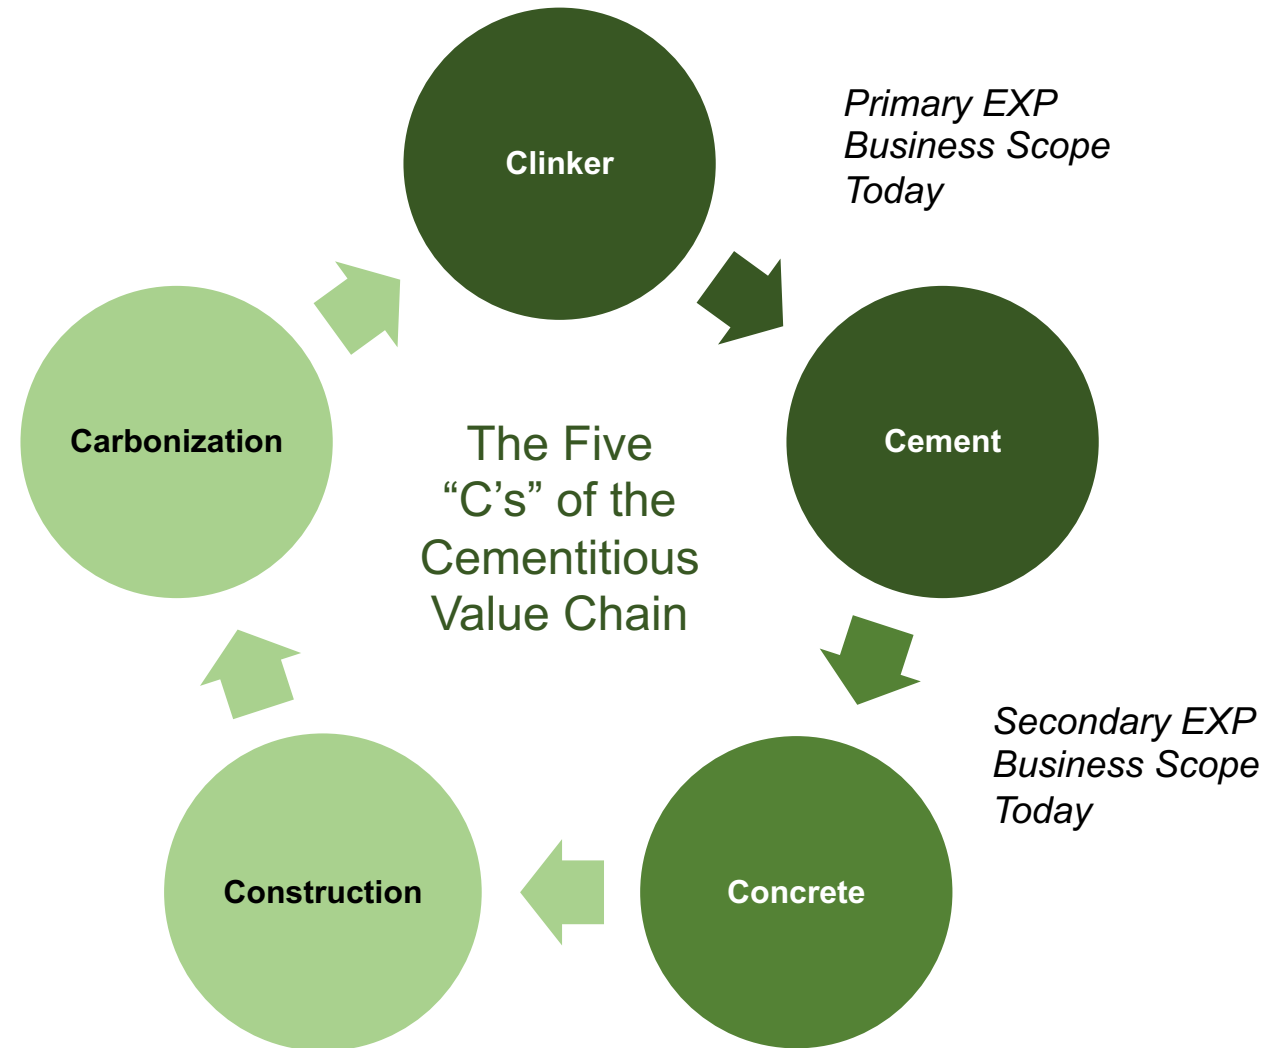 Clinker
Primary EXP
Business Scope
Today
Carbonization
The Five
“C’s” of the
Cementitious
Value Chain
Cement
Secondary EXP
Business Scope
Today
Construction
Concrete